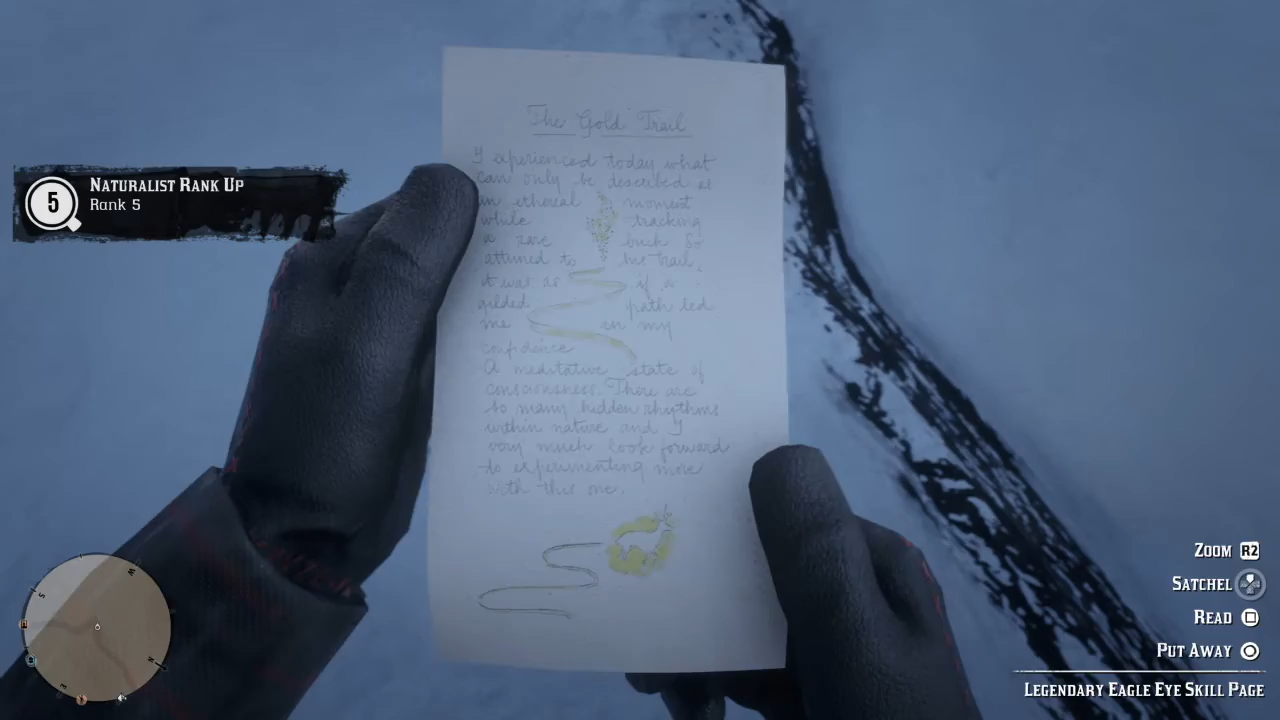 The Gold Trail
I experienced today what
can only be described as
an ethereal moment
while tracking
a rare buck So
attuned to the trail,
it was as if a
gilded path led
me in my
confidence
A meditative state of
consciousness. There are
so many hidden rhythms
within nature and I
very much look forward
to experimenting more
with this one.
5
NATURALIST RANK UP
Rank 5
ZOOM R2
SATCHEL
READ
PUT AWAY
LEGENDARY EAGLE EYE SKILL PAGE